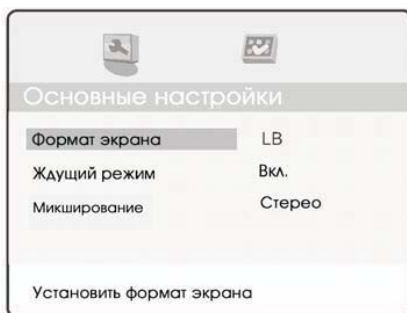 Основные настройки
Формат экрана LB
Ждущий режим Вкл.
Микширование Стерео
Установить формат экрана